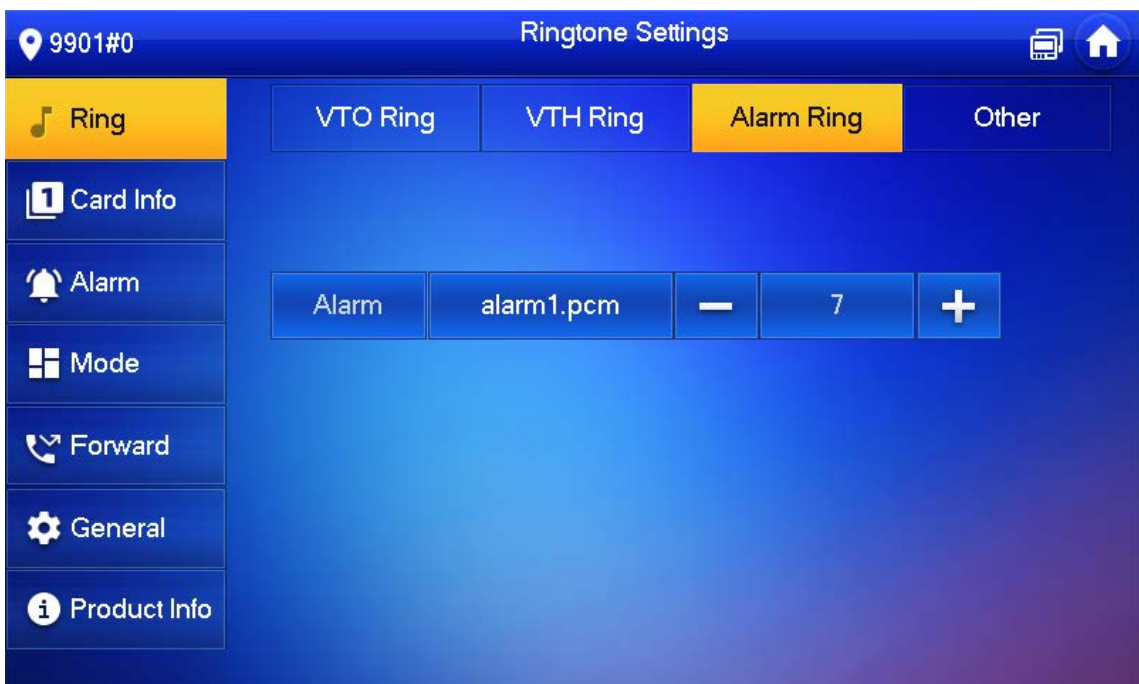 9901#0
Ringtone Settings
Ring
VTO Ring
VTH Ring
Alarm Ring
Other
1 Card Info
Alarm
Alarm
alarm1.pcm
7
Mode
Forward
General
i Product Info